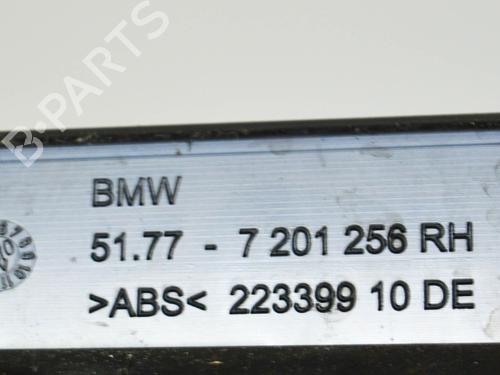 B-PARTS
BMW
51.77 - 7 201 256 RH
>ABS< 223399 10 DE